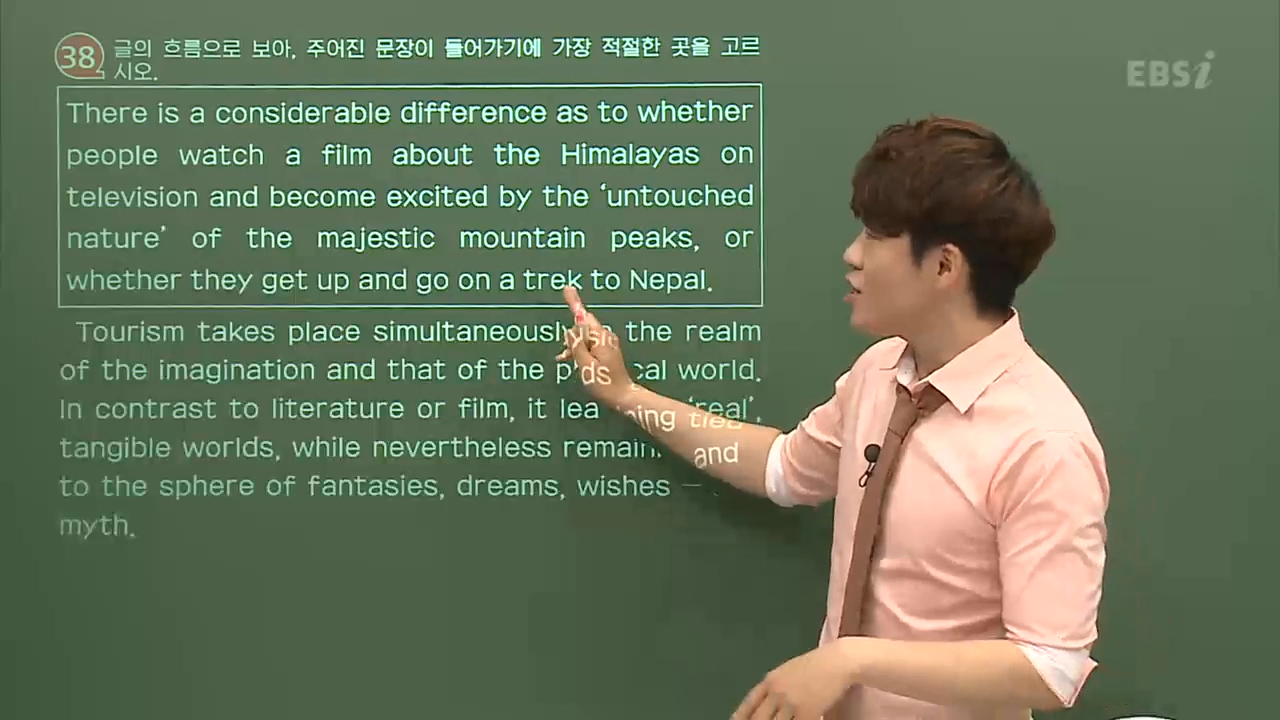 38 글의 흐름으로 보아, 주어진 문장이 들어가기에 가장 적절한 곳을 고르
시오.
EBSi
There is a considerable difference as to whether
people watch a film about the Himalayas on
television and become excited by the ‘untouched
nature’ of the majestic mountain peaks, or
whether they get up and go on a trek to Nepal.
Tourism takes place simultaneously the realm
of the imagination and that of the world.
In contrast to literature or film, it ‘real’,
tangible worlds, while nevertheless
to the sphere of fantasies, dreams, wishes — and
myth.